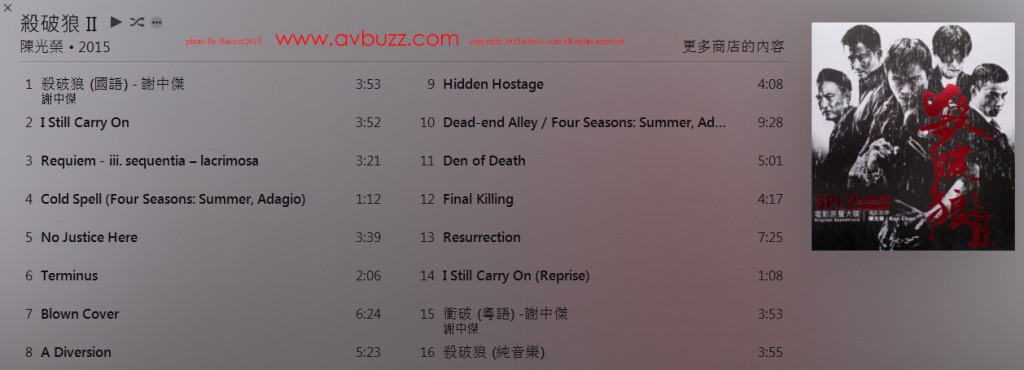 殺破狼 II
陳光榮 • 2015
photo By Buzz@2015 www.avbuzz.com copyright 2015avbuzz.com all rights reserved
更多商店的內容
1 殺破狼 (國語) - 謝中傑 3:53
謝中傑
2 I Still Carry On 3:52
3 Requiem - iii. sequentia – lacrimosa 3:21
4 Cold Spell (Four Seasons: Summer, Adagio) 1:12
5 No Justice Here 3:39
6 Terminus 2:06
7 Blown Cover 6:24
8 A Diversion 5:23
9 Hidden Hostage 4:08
10 Dead-end Alley / Four Seasons: Summer, Ad... 9:28
11 Den of Death 5:01
12 Final Killing 4:17
13 Resurrection 7:25
14 I Still Carry On (Reprise) 1:08
15 衝破 (粵語) -謝中傑 3:53
謝中傑
16 殺破狼 (純音樂) 3:55
殺破狼II
SPL 2
電影原聲大碟
Original Soundtrack
陳光榮 / Ken Chan